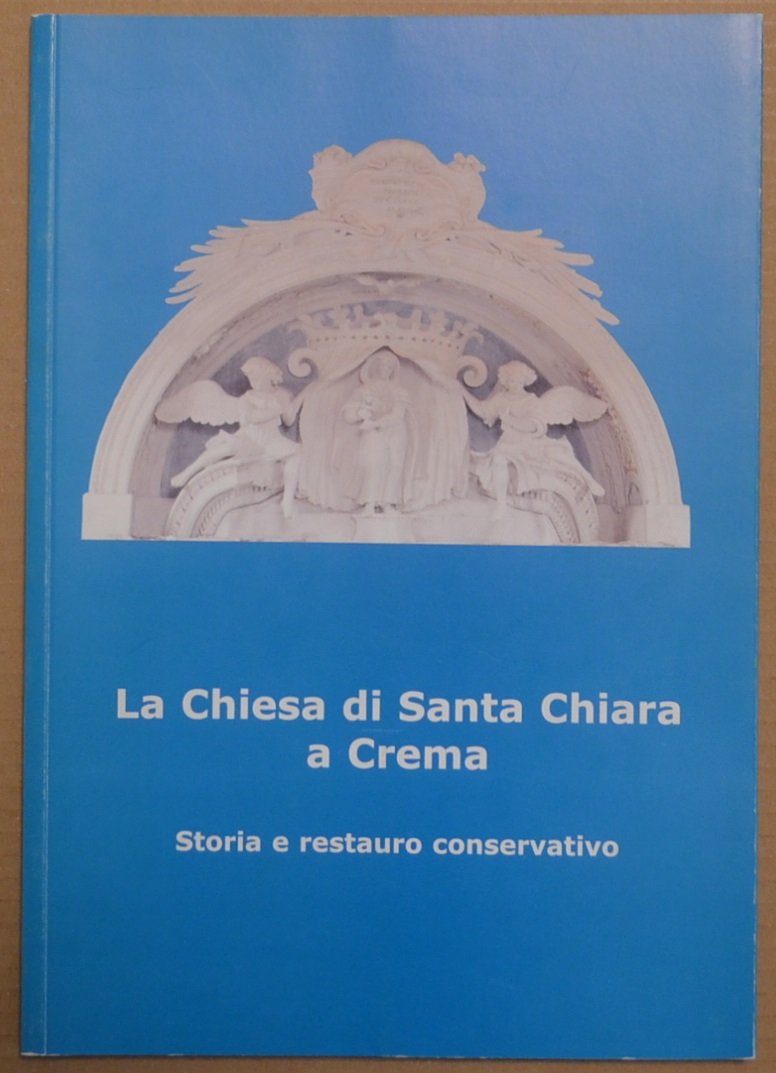 La Chiesa di Santa Chiara
a Crema
Storia e restauro conservativo